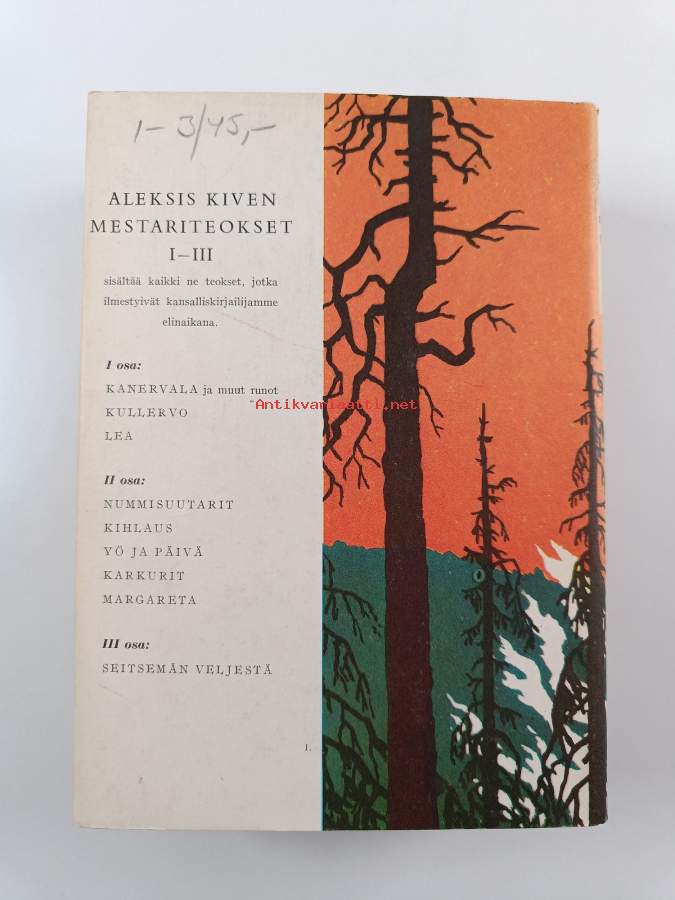 1-3/45,-
ALEKSIS KIVEN
MESTARITEOKSET
I–III
sisältää kaikki ne teokset, jotka
ilmestyivät kansalliskirjailijamme
elinaikana.
I osa:
KANERVALA ja muut runot
KULLERVO
LEA
Antikvariaatti.net
II osa:
NUMMISUUTARIT
KIHLAUS
YÖ JA PÄIVÄ
KARKURIT
MARGARETA
III osa:
SEITSEMÄN VELJESTÄ
1.